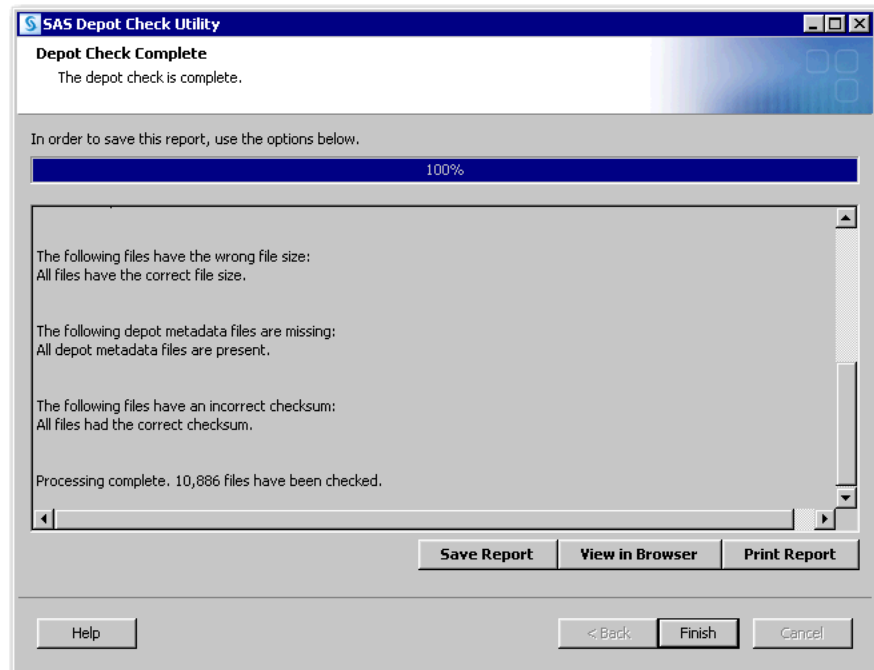 SAS Depot Check Utility
Depot Check Complete
The depot check is complete.
In order to save this report, use the options below.
100%
The following files have the wrong file size:
All files have the correct file size.
The following depot metadata files are missing:
All depot metadata files are present.
The following files have an incorrect checksum:
All files had the correct checksum.
Processing complete. 10,886 files have been checked.
Save Report View in Browser Print Report
Help < Back Finish Cancel